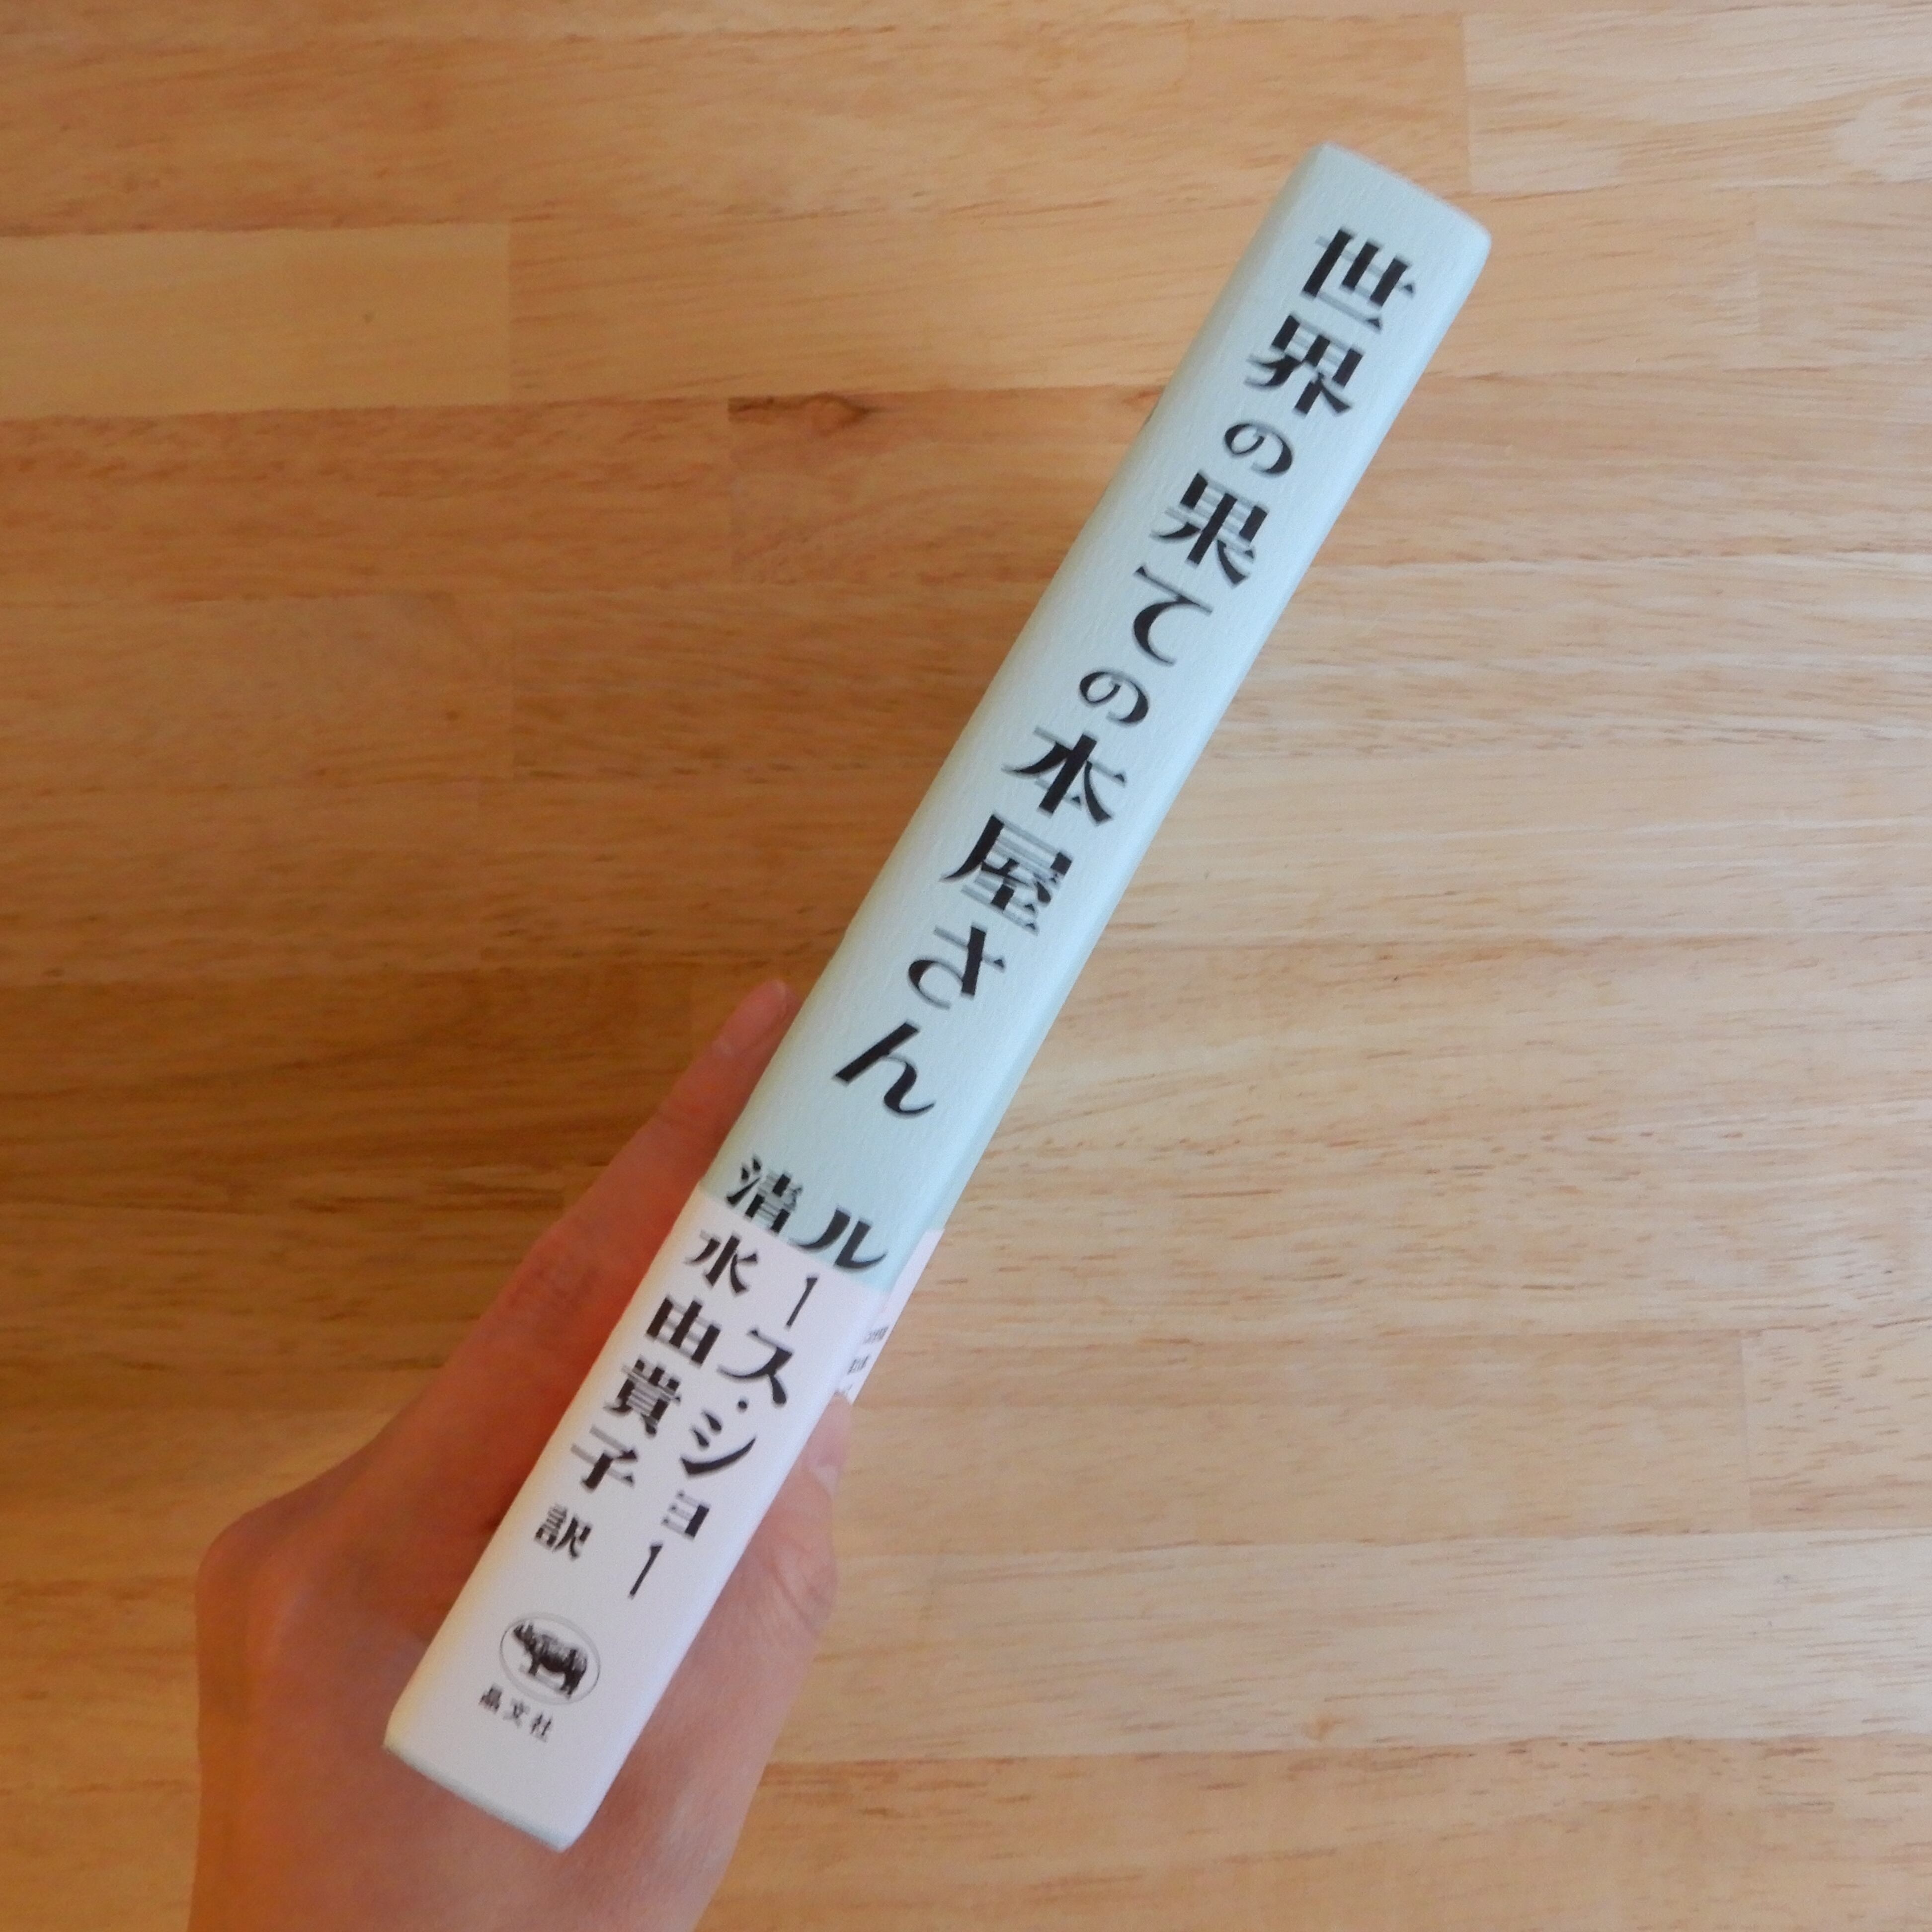 世界の果ての本屋さん
ルース・ショー
清水由貴子 訳
晶文社